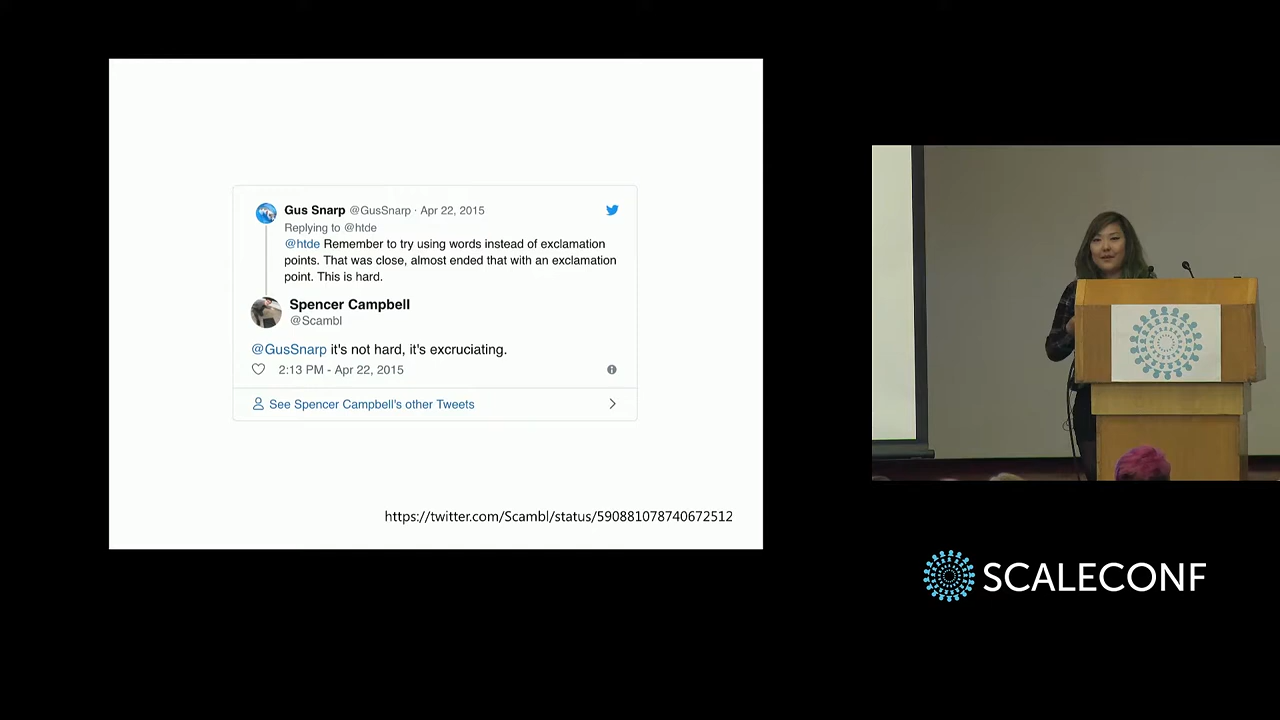 Gus Snarp @GusSnarp · Apr 22, 2015
Replying to @htde
@htde Remember to try using words instead of exclamation
points. That was close, almost ended that with an exclamation
point. This is hard.
Spencer Campbell
@Scambl
@GusSnarp it's not hard, it's excruciating.
2:13 PM - Apr 22, 2015
See Spencer Campbell's other Tweets
https://twitter.com/Scambl/status/590881078740672512
SCALECONF